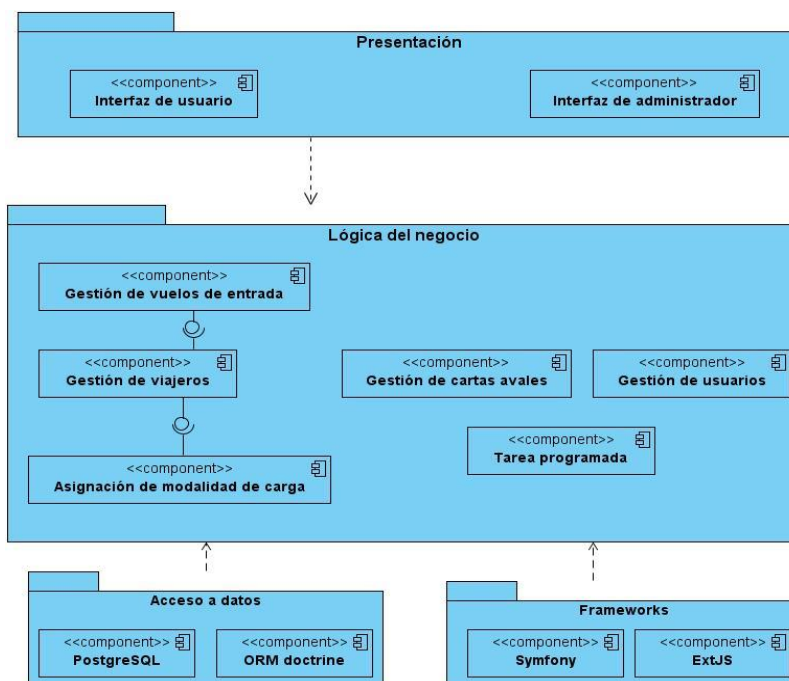 Presentación
<<component>>
Interfaz de usuario
<<component>>
Interfaz de administrador
Lógica del negocio
<<component>>
Gestión de vuelos de entrada
<<component>>
Gestión de viajeros
<<component>>
Gestión de cartas avales
<<component>>
Gestión de usuarios
<<component>>
Asignación de modalidad de carga
<<component>>
Tarea programada
Acceso a datos
<<component>>
PostgreSQL
<<component>>
ORM doctrine
Frameworks
<<component>>
Symfony
<<component>>
ExtJS